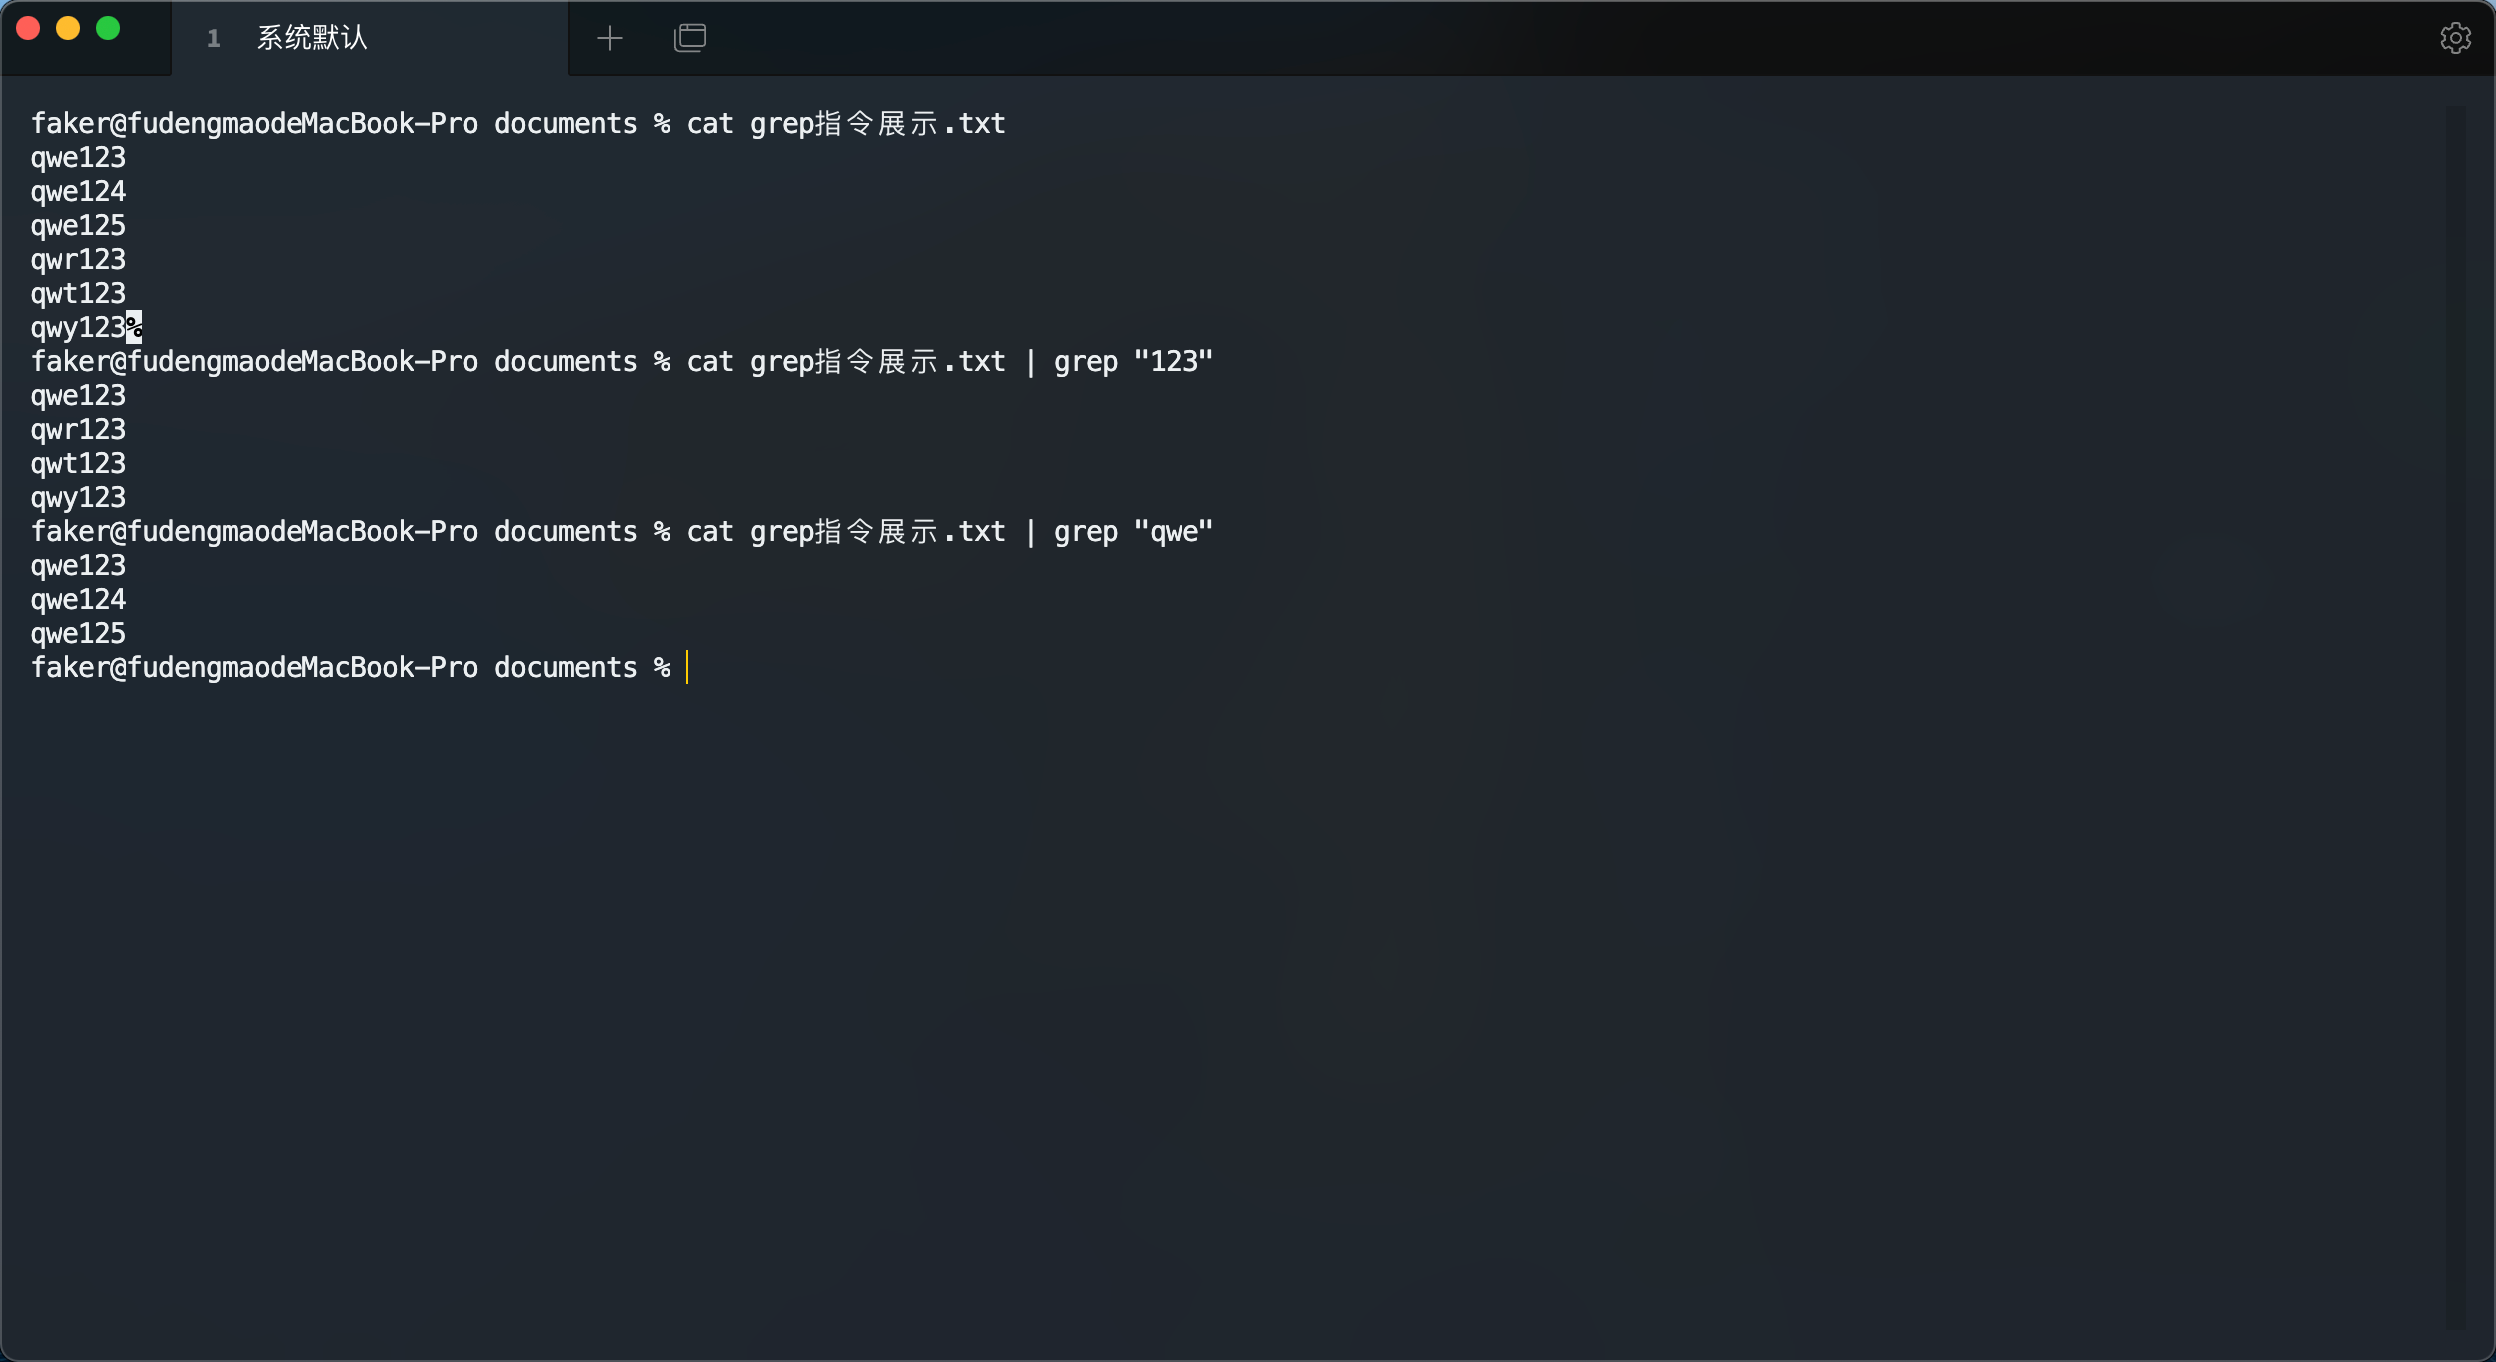 1 系统默认
faker@fudengmaodeMacBook-Pro documents % cat grep指令展示.txt
qwe123
qwe124
qwe125
qwr123
qwt123
qwy123%
faker@fudengmaodeMacBook-Pro documents % cat grep指令展示.txt | grep "123"
qwe123
qwr123
qwt123
qwy123
faker@fudengmaodeMacBook-Pro documents % cat grep指令展示.txt | grep "qwe"
qwe123
qwe124
qwe125
faker@fudengmaodeMacBook-Pro documents %